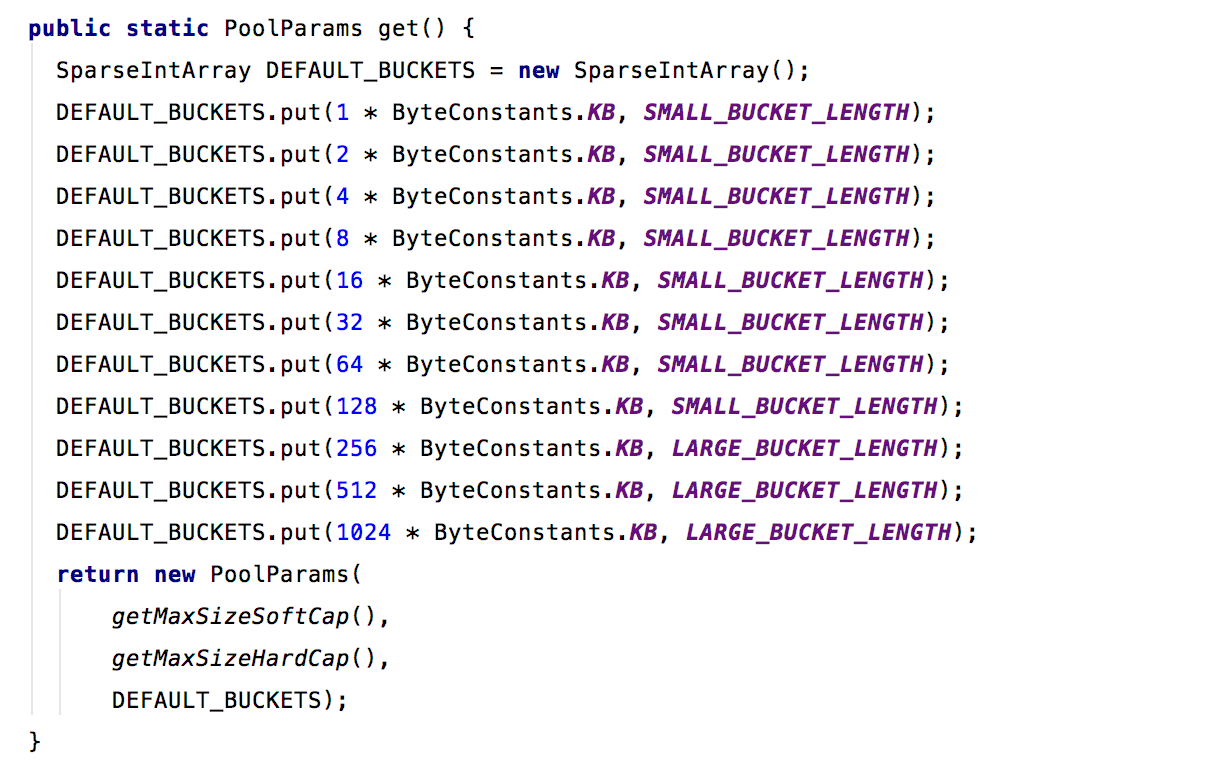 public static PoolParams get() {
SparseIntArray DEFAULT_BUCKETS = new SparseIntArray();
DEFAULT_BUCKETS.put(1 * ByteConstants.KB, SMALL_BUCKET_LENGTH);
DEFAULT_BUCKETS.put(2 * ByteConstants.KB, SMALL_BUCKET_LENGTH);
DEFAULT_BUCKETS.put(4 * ByteConstants.KB, SMALL_BUCKET_LENGTH);
DEFAULT_BUCKETS.put(8 * ByteConstants.KB, SMALL_BUCKET_LENGTH);
DEFAULT_BUCKETS.put(16 * ByteConstants.KB, SMALL_BUCKET_LENGTH);
DEFAULT_BUCKETS.put(32 * ByteConstants.KB, SMALL_BUCKET_LENGTH);
DEFAULT_BUCKETS.put(64 * ByteConstants.KB, SMALL_BUCKET_LENGTH);
DEFAULT_BUCKETS.put(128 * ByteConstants.KB, SMALL_BUCKET_LENGTH);
DEFAULT_BUCKETS.put(256 * ByteConstants.KB, LARGE_BUCKET_LENGTH);
DEFAULT_BUCKETS.put(512 * ByteConstants.KB, LARGE_BUCKET_LENGTH);
DEFAULT_BUCKETS.put(1024 * ByteConstants.KB, LARGE_BUCKET_LENGTH);
return new PoolParams(
getMaxSizeSoftCap(),
getMaxSizeHardCap(),
DEFAULT_BUCKETS);
}